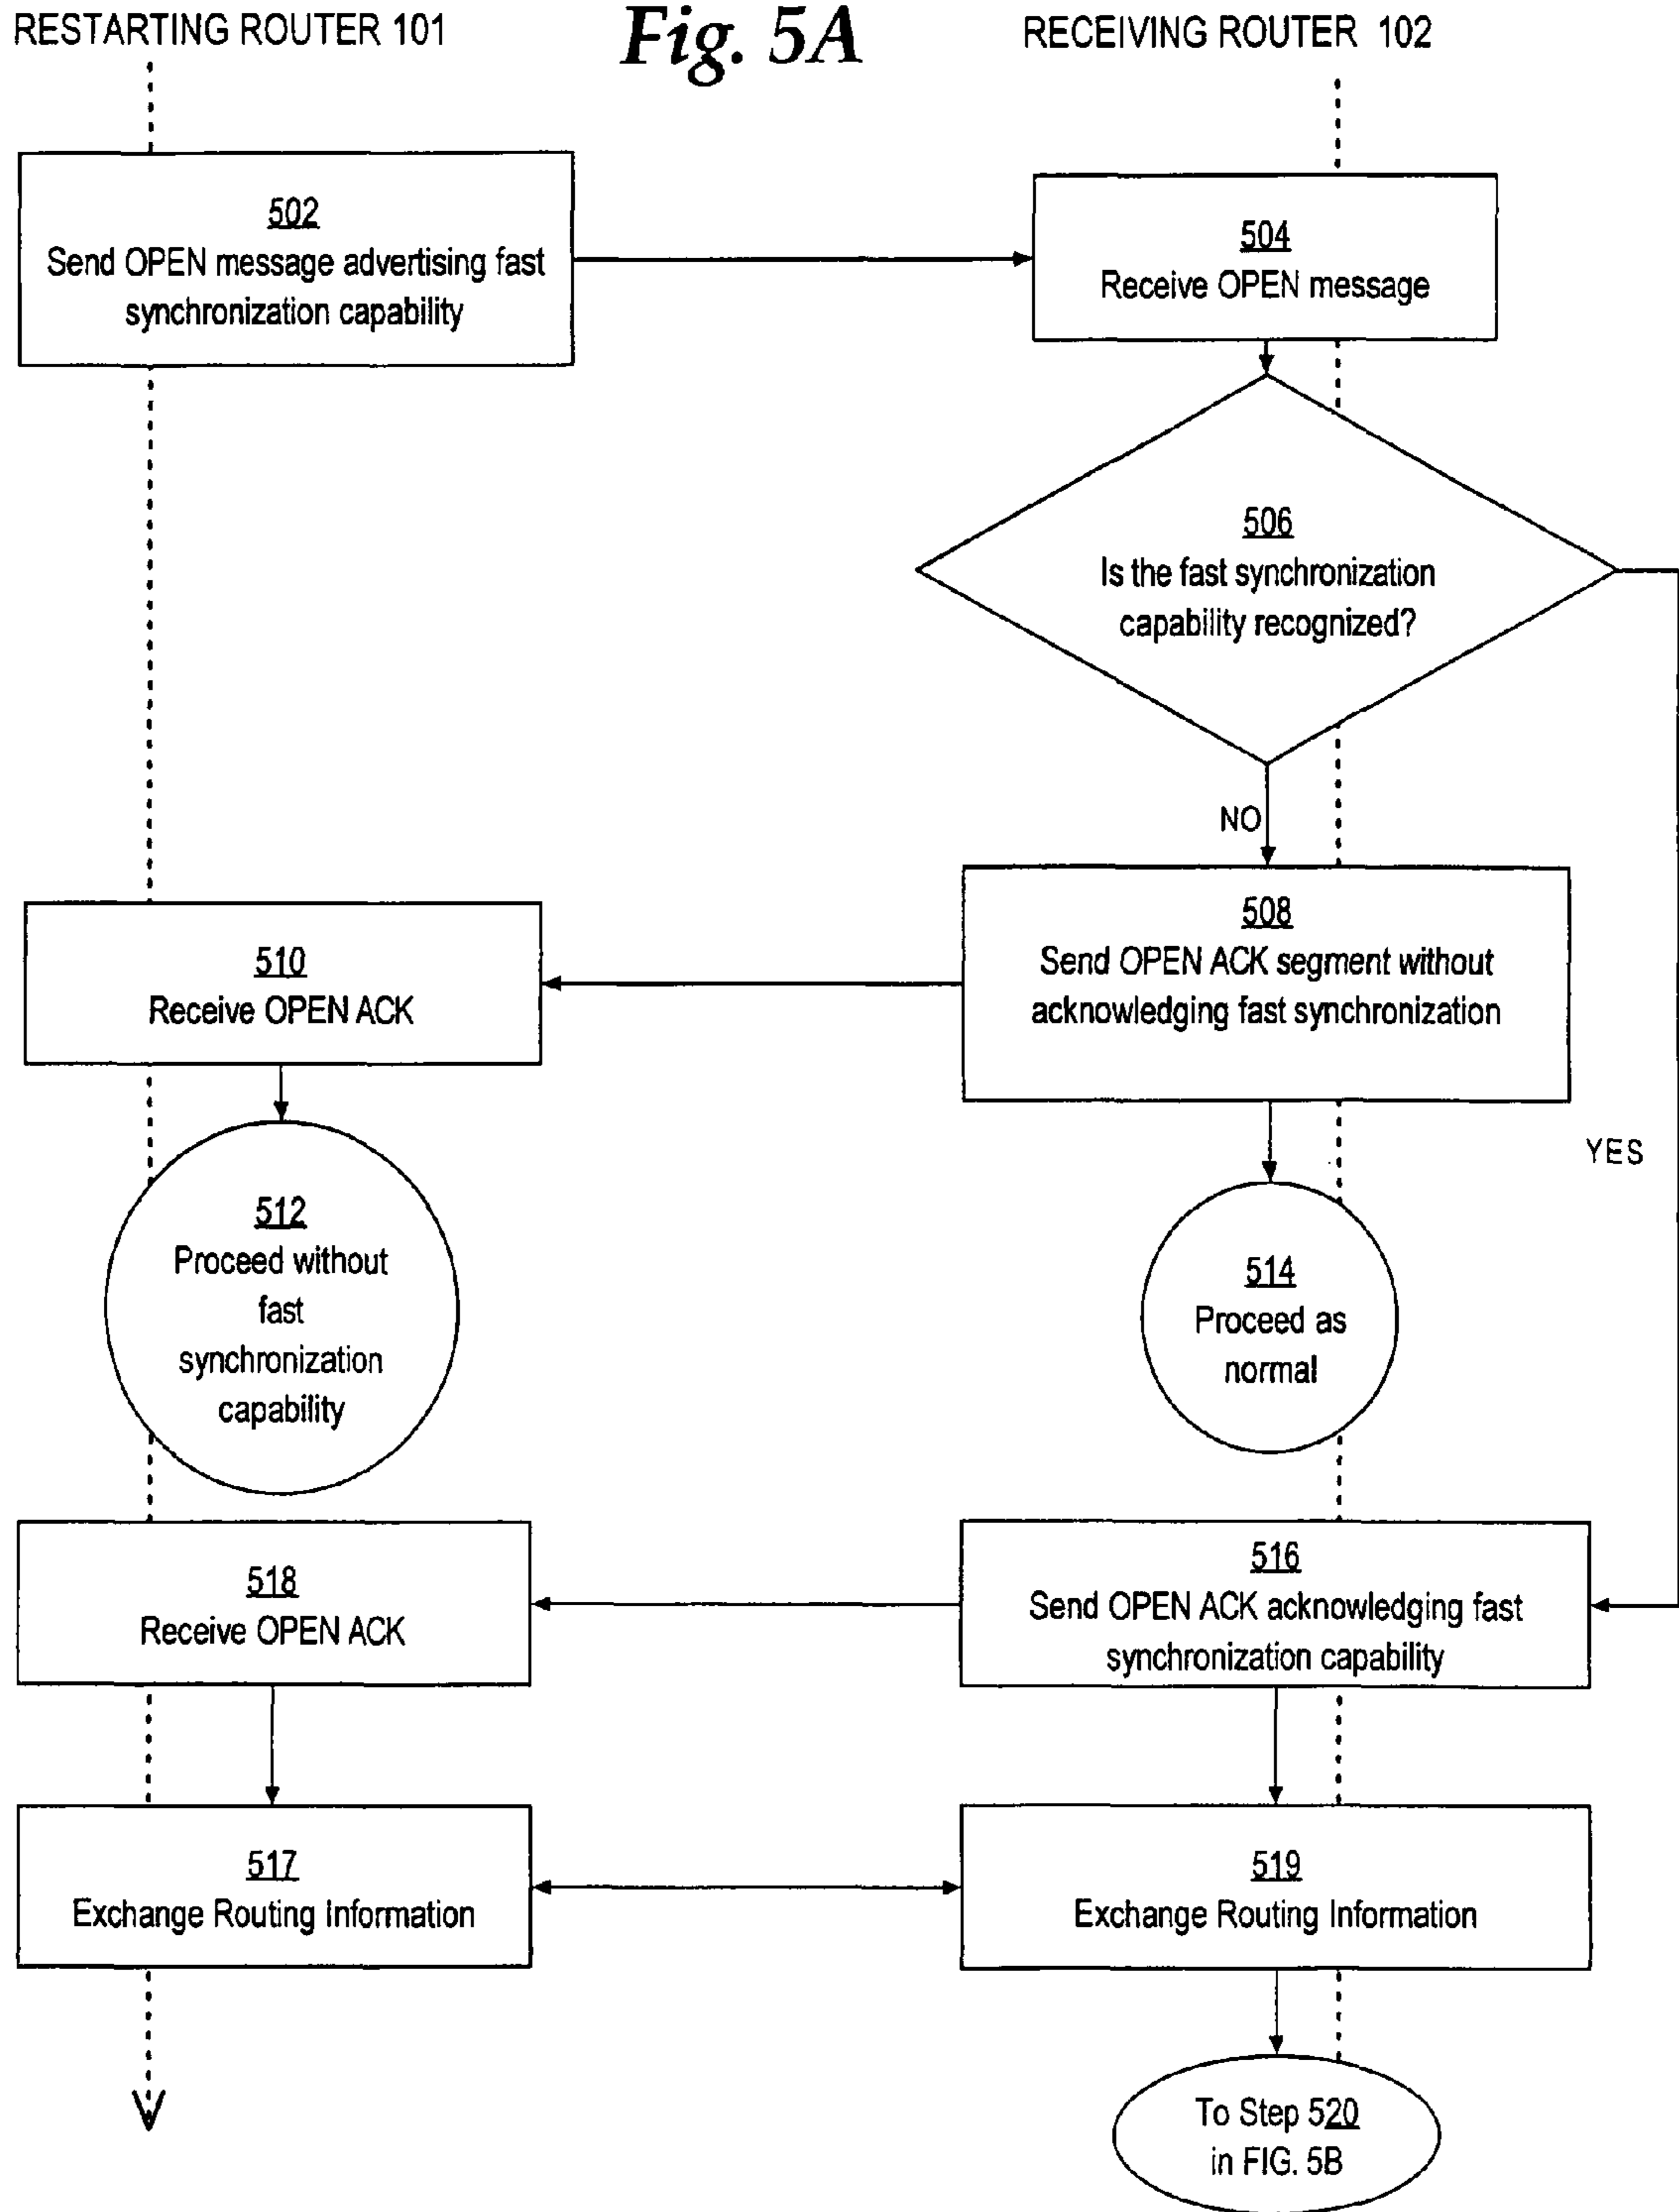 RESTARTING ROUTER 101
Fig. 5A
RECEIVING ROUTER 102
502
Send OPEN message advertising fast
synchronization capability
504
Receive OPEN message
506
Is the fast synchronization
capability recognized?
NO
508
Send OPEN ACK segment without
acknowledging fast synchronization
510
Receive OPEN ACK
YES
512
Proceed without
fast
synchronization
capability
514
Proceed as
normal
516
Send OPEN ACK acknowledging fast
synchronization capability
518
Receive OPEN ACK
517
Exchange Routing Information
519
Exchange Routing Information
To Step 520
in FIG. 5B